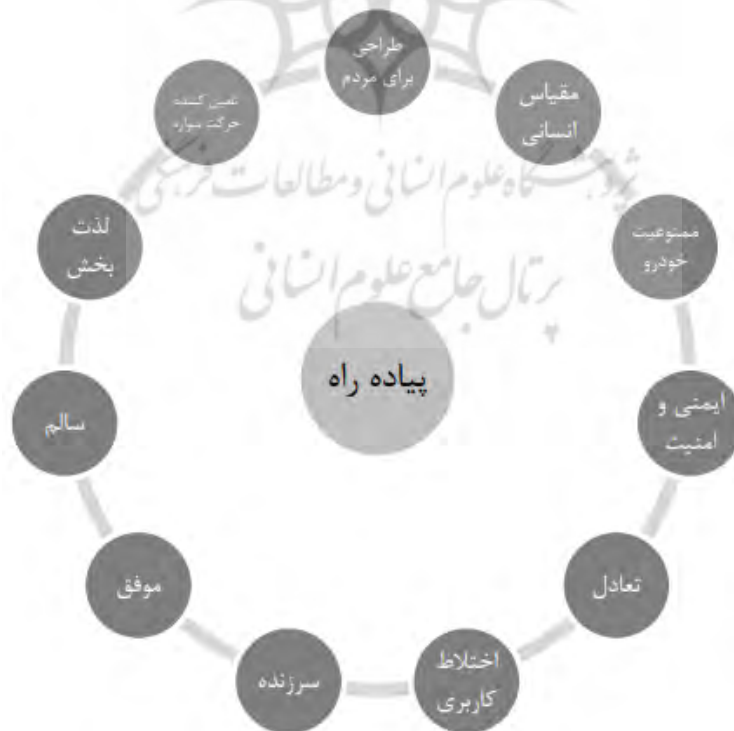 طراحی
برای مردم
مقیاس
انسانی
ممنوعیت
خودرو
ایمنی و
امنیت
تعادل
اختلاط
کاربری
سرزنده
موفق
سالم
لذت
بخش
تعیین کننده
حرکت سواره
پیاده راه
پژوهشگاه علوم انسانی و مطالعات فرهنگی
پرتال جامع علوم انسانی